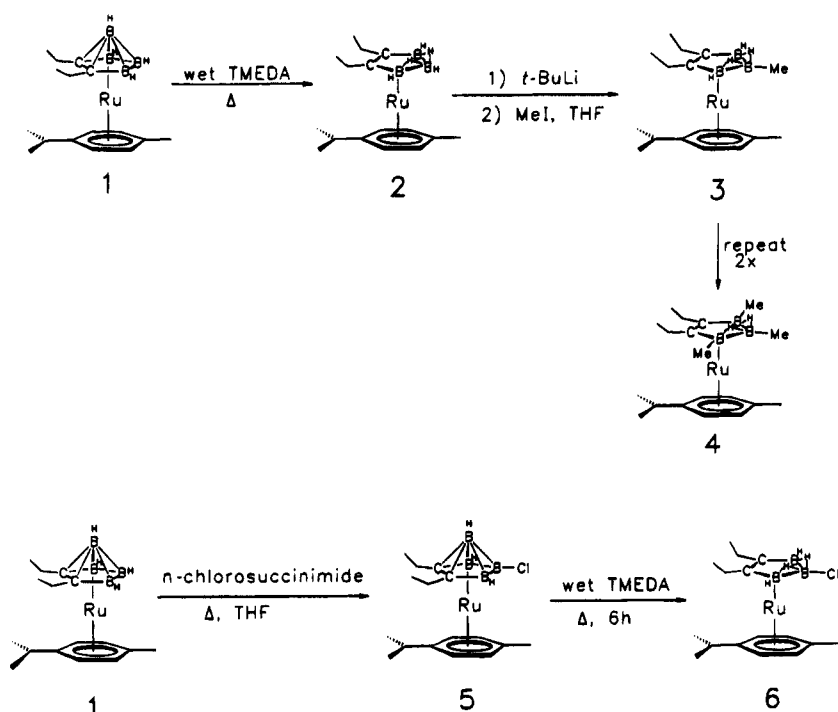 H
C C B H B H B H
Ru
1
wet TMEDA
Δ
C C B H B H B H H H
Ru
2
1) t-BuLi
2) MeI, THF
C C B H B H B H H Me
Ru
3
repeat
2x
Me
C C B B B H H Me
Me
Ru
4
H
B
C C B H B H B H
Ru
1
n-chlorosuccinimide
Δ, THF
H
B
C C B H B B H Cl
Ru
5
wet TMEDA
Δ, 6h
C C B H B H B H H Cl
Ru
6